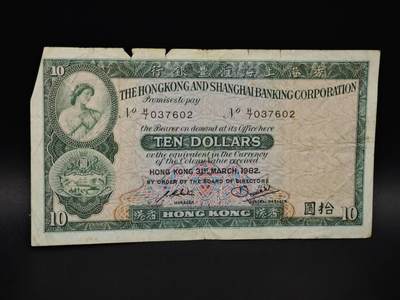 10 行銀豐滙海上港香
THE HONGKONG AND SHANGHAI BANKING CORPORATION
Promises to pay
037602 037602
the Bearer on demand at its Office here
TEN DOLLARS
or the equivalent in the Currency
of the Colony Value received
HONG KONG 31ST MARCH, 1982.
BY ORDER OF THE BOARD OF DIRECTORS
10 港香 HONG KONG 港香 圓拾 10